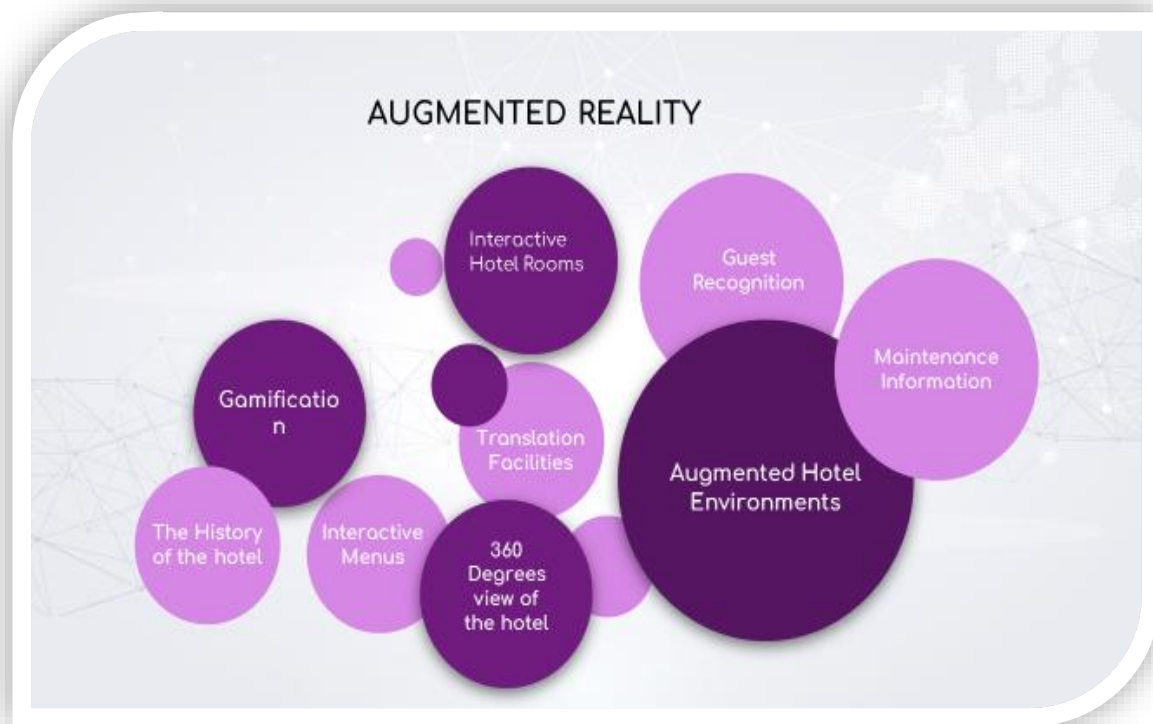 AUGMENTED REALITY
Interactive
Hotel Rooms
Guest
Recognition
Maintenance
Information
Gamificatio
n
Translation
Facilities
Augmented Hotel
Environments
The History
of the hotel
Interactive
Menus
360
Degrees
view of
the hotel